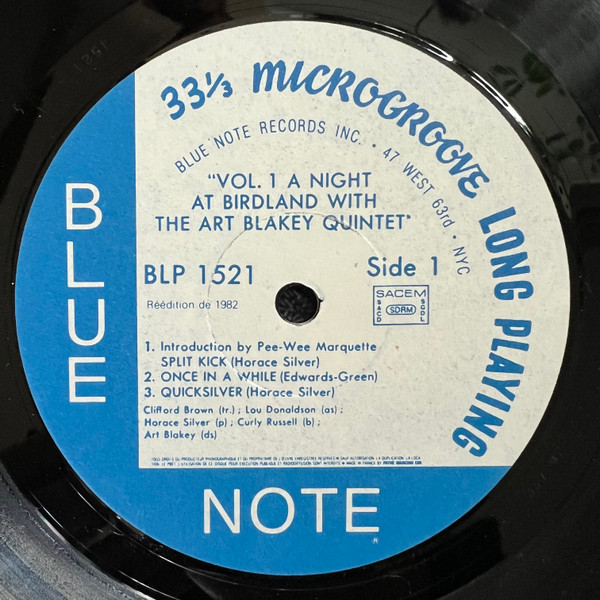 33⅓ MICROGROOVE LONG PLAYING
BLUE NOTE RECORDS INC. · 47 WEST 63rd · NYC
"VOL. 1 A NIGHT
AT BIRDLAND WITH
THE ART BLAKEY QUINTET"
BLP 1521
Side 1
Réédition de 1982
SACEM
SACD
SDRM
SGDL
1. Introduction by Pee-Wee Marquette
SPLIT KICK (Horace Silver)
2. ONCE IN A WHILE (Edwards-Green)
3. QUICKSILVER (Horace Silver)
Clifford Brown (tr.) ; Lou Donaldson (as) ;
Horace Silver (p) ; Curly Russell (b) ;
Art Blakey (ds)
BLUE
NOTE